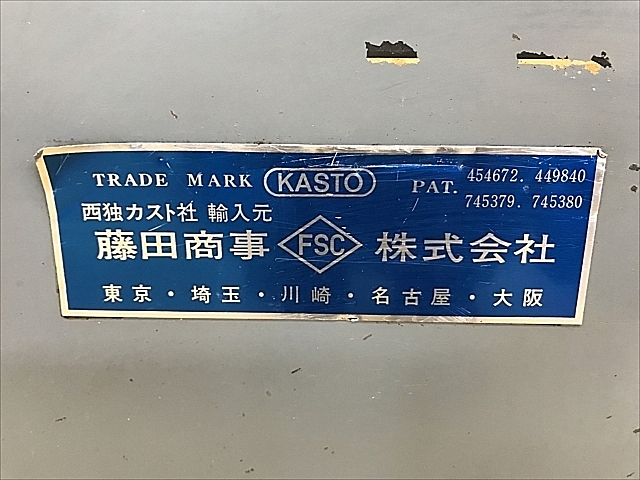 TRADE MARK KASTO PAT. 454672. 449840
745379. 745380
西独カスト社 輸入元
藤田商事 FSC 株式会社
東京・埼玉・川崎・名古屋・大阪